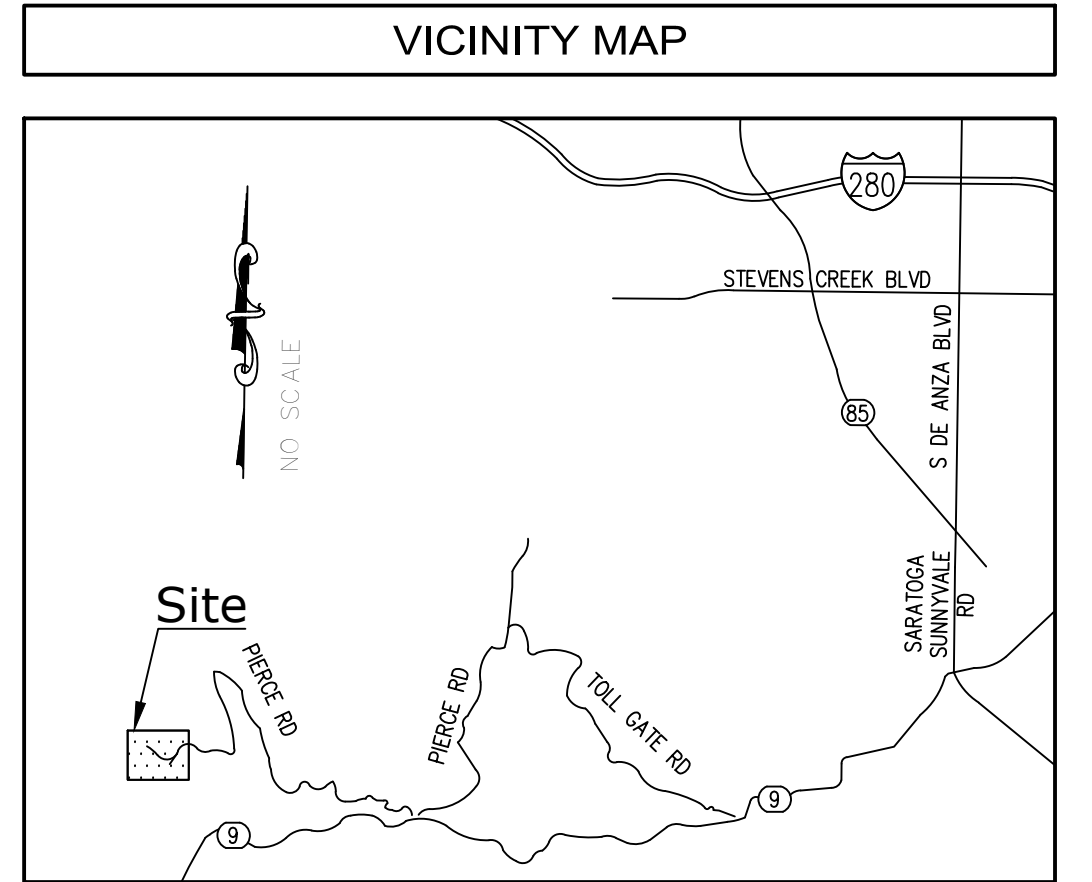 VICINITY MAP
280
STEVENS CREEK BLVD
S DE ANZA BLVD
NO SCALE
85
SARATOGA
SUNNYVALE
RD
Site
PIERCE RD
PIERCE RD
TOLL GATE RD
9
9